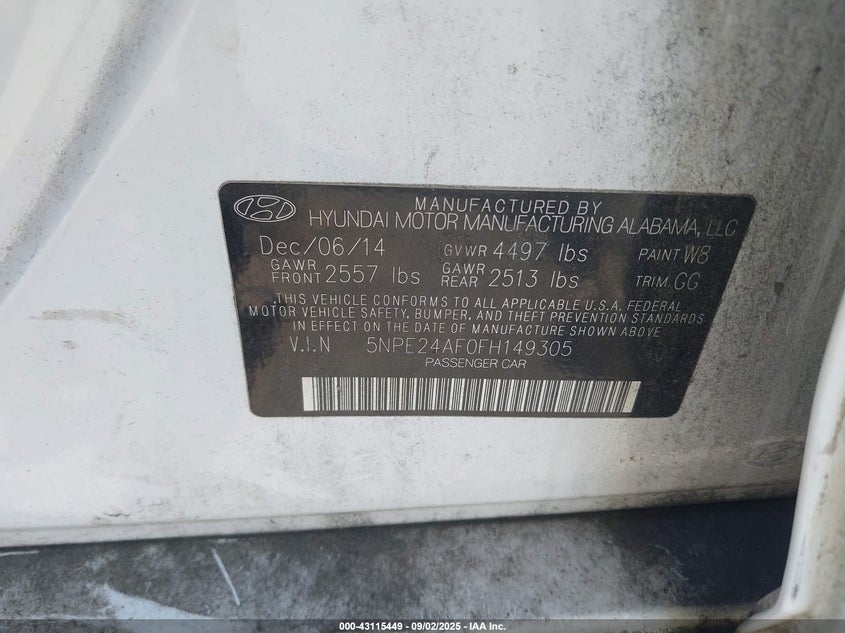 MANUFACTURED BY
HYUNDAI MOTOR MANUFACTURING ALABAMA, LLC
Dec/06/14 GVWR 4497 lbs PAINT W8
GAWR FRONT 2557 lbs GAWR REAR 2513 lbs TRIM GG
THIS VEHICLE CONFORMS TO ALL APPLICABLE U.S.A. FEDERAL
MOTOR VEHICLE SAFETY, BUMPER, AND THEFT PREVENTION STANDARDS
IN EFFECT ON THE DATE OF MANUFACTURE SHOWN ABOVE.
V.I.N 5NPE24AF0FH149305
PASSENGER CAR
000-43115449 - 09/02/2025 - IAA Inc.